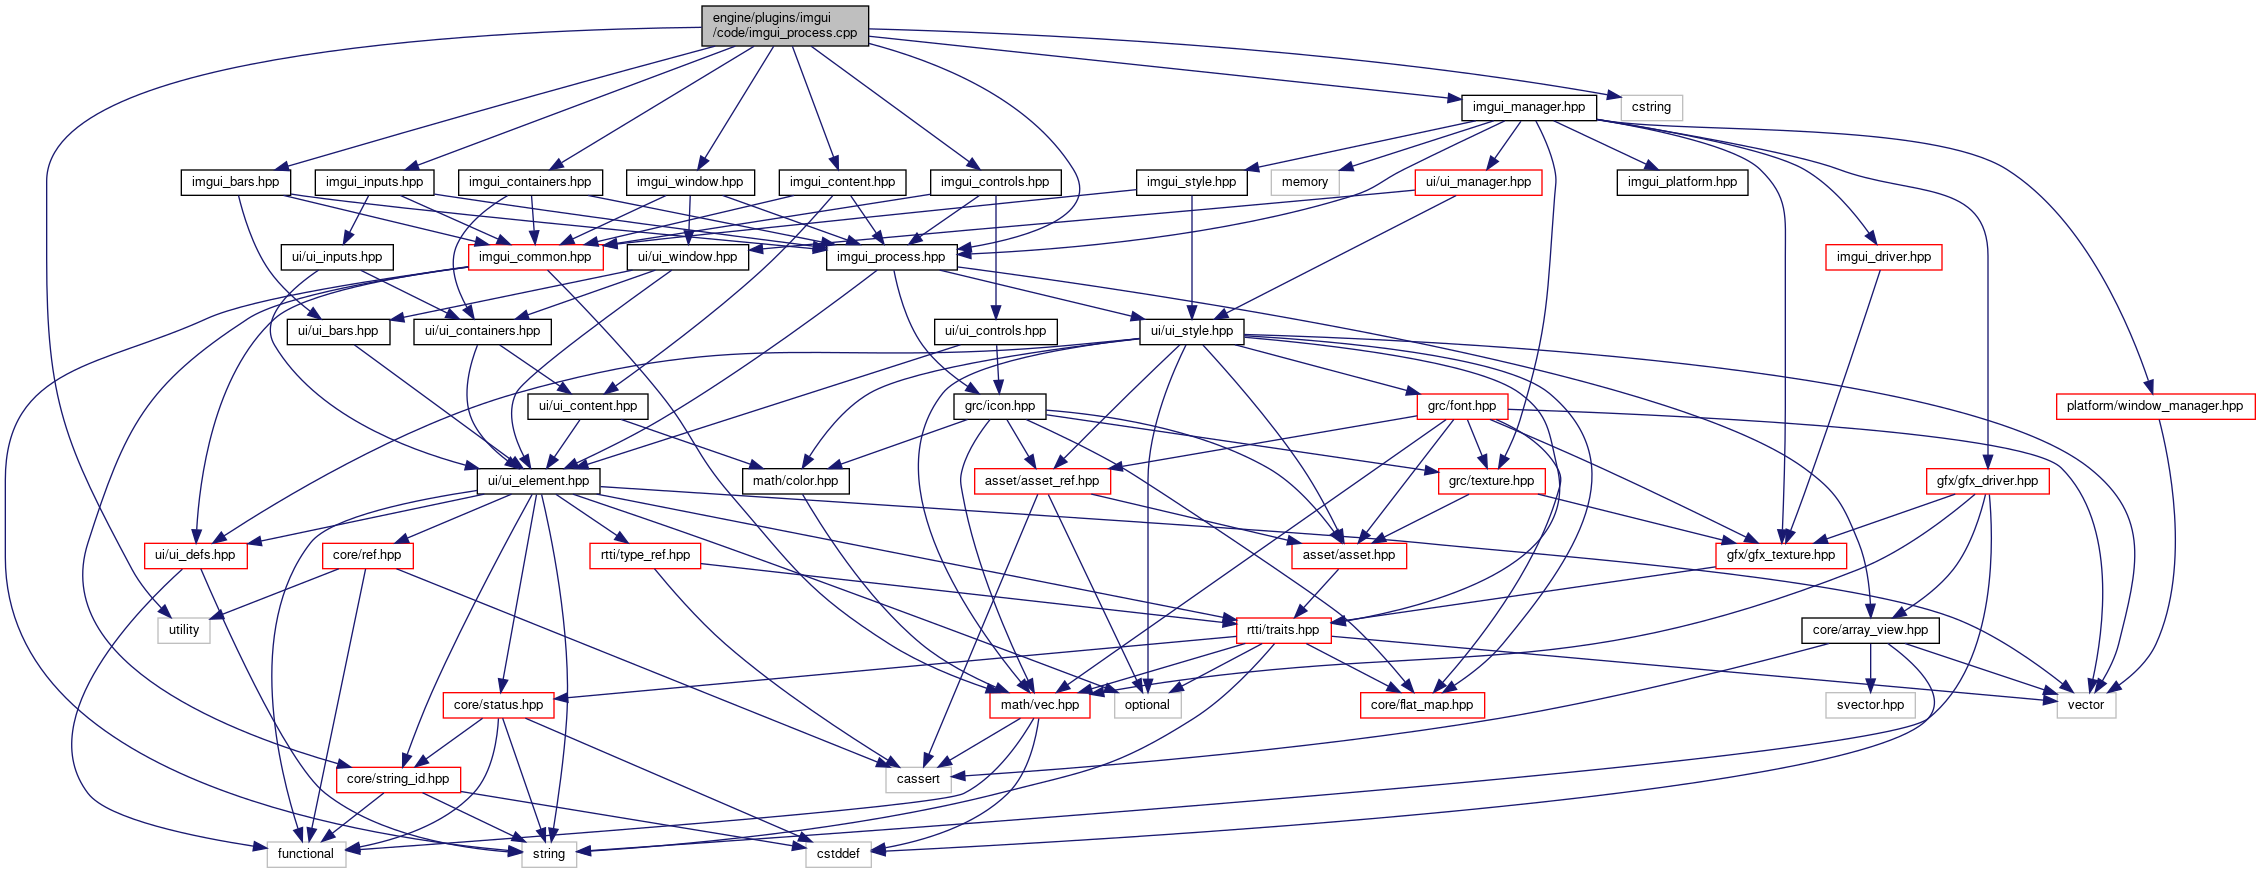 engine/plugins/imgui
/code/imgui_process.cpp
imgui_manager.hpp
cstring
imgui_bars.hpp
imgui_inputs.hpp
imgui_containers.hpp
imgui_window.hpp
imgui_content.hpp
imgui_controls.hpp
imgui_style.hpp
memory
ui/ui_manager.hpp
imgui_platform.hpp
ui/ui_inputs.hpp
imgui_common.hpp
ui/ui_window.hpp
imgui_process.hpp
imgui_driver.hpp
ui/ui_bars.hpp
ui/ui_containers.hpp
ui/ui_controls.hpp
ui/ui_style.hpp
ui/ui_content.hpp
grc/icon.hpp
grc/font.hpp
platform/window_manager.hpp
ui/ui_element.hpp
math/color.hpp
asset/asset_ref.hpp
grc/texture.hpp
gfx/gfx_driver.hpp
ui/ui_defs.hpp
core/ref.hpp
rtti/type_ref.hpp
asset/asset.hpp
gfx/gfx_texture.hpp
utility
rtti/traits.hpp
core/array_view.hpp
core/status.hpp
math/vec.hpp
optional
core/flat_map.hpp
svector.hpp
vector
core/string_id.hpp
cassert
functional
string
cstddef